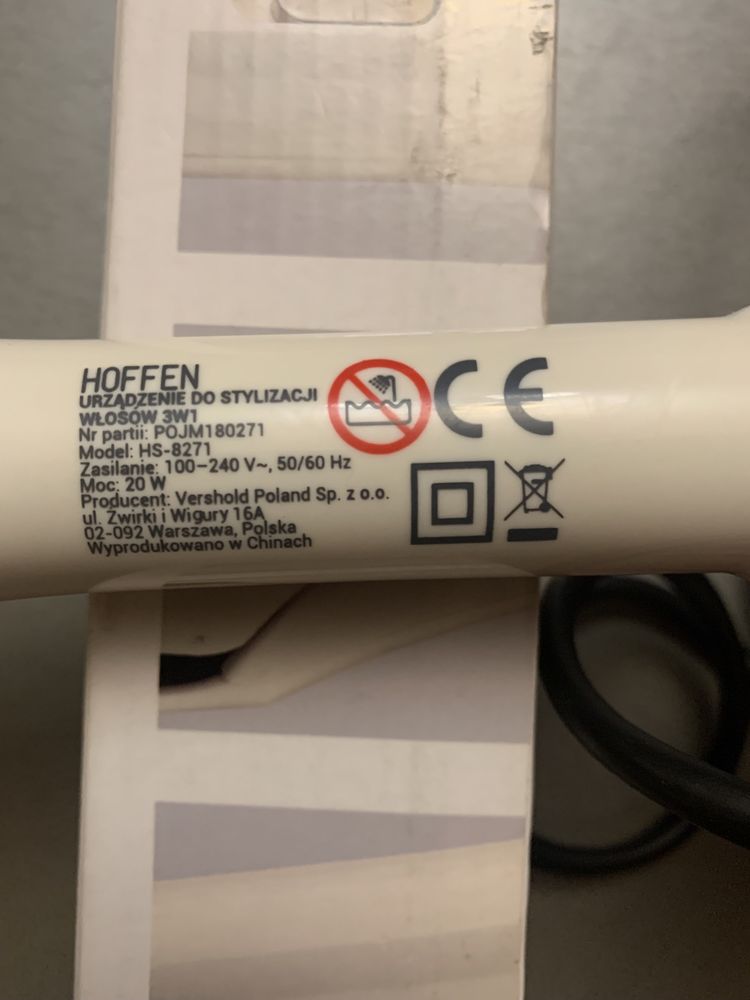 HOFFEN
URZĄDZENIE DO STYLIZACJI
WŁOSÓW 3W1
Nr partii: POJM180271
Model: HS-8271
Zasilanie: 100–240 V~, 50/60 Hz
Moc: 20 W
Producent: Vershold Poland Sp. z o.o.
ul. Żwirki i Wigury 16A
02-092 Warszawa, Polska
Wyprodukowano w Chinach
CE